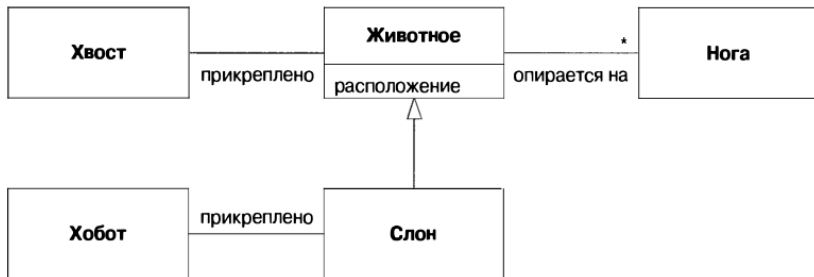 Хвост
прикреплено
Животное
расположение
*
опирается на
Нога
Хобот
прикреплено
Слон